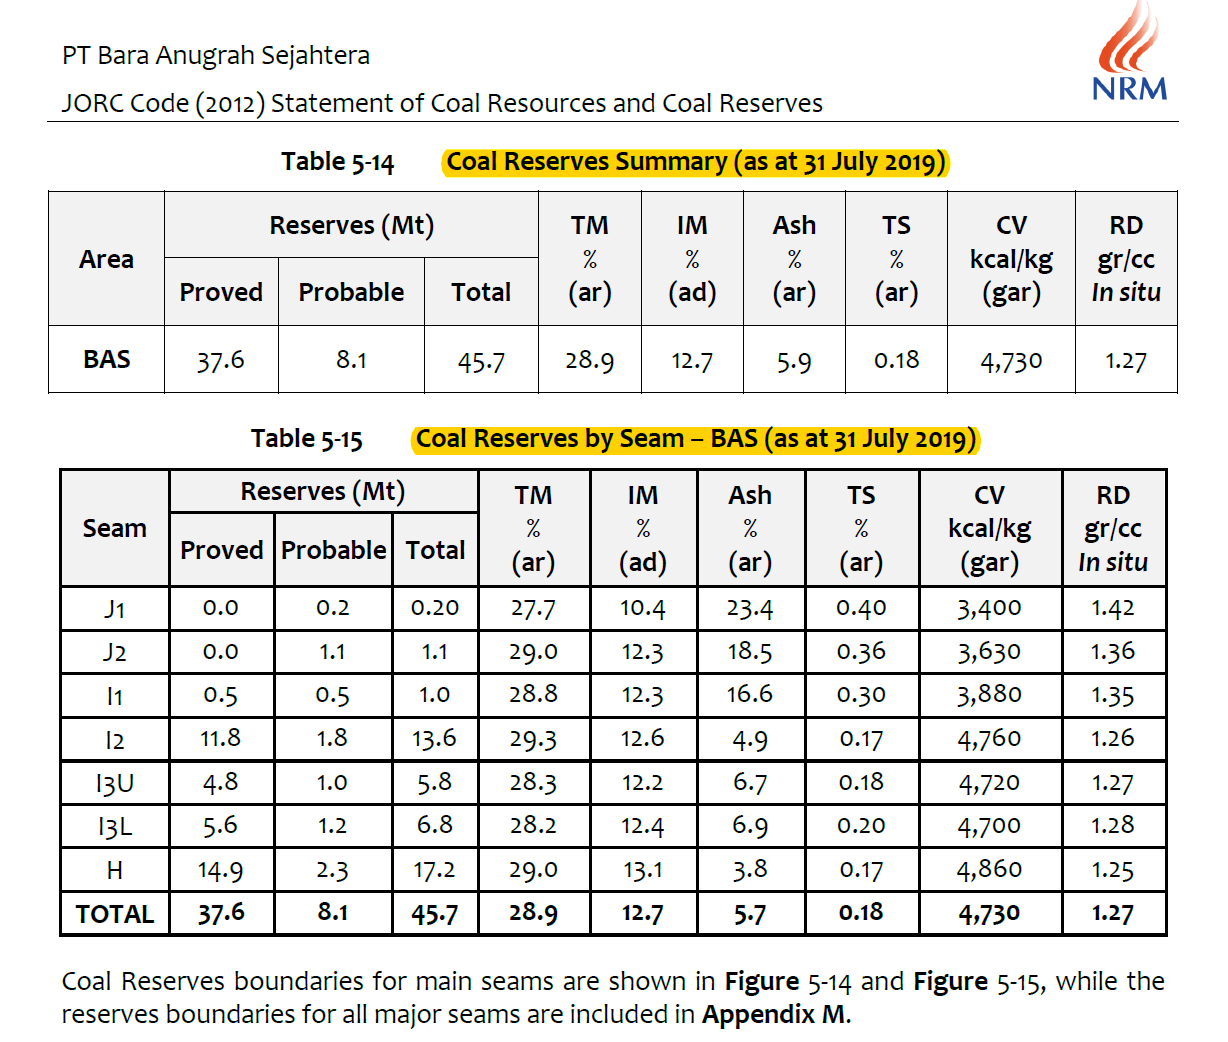 PT Bara Anugrah Sejahtera
JORC Code (2012) Statement of Coal Resources and Coal Reserves
NRM
Table 5-14 Coal Reserves Summary (as at 31 July 2019)
Area Reserves (Mt) TM % (ar) IM % (ad) Ash % (ar) TS % (ar) CV kcal/kg (gar) RD gr/cc In situ
Proved Probable Total
BAS 37.6 8.1 45.7 28.9 12.7 5.9 0.18 4,730 1.27
Table 5-15 Coal Reserves by Seam – BAS (as at 31 July 2019)
Seam Reserves (Mt) TM % (ar) IM % (ad) Ash % (ar) TS % (ar) CV kcal/kg (gar) RD gr/cc In situ
Proved Probable Total
J1 0.0 0.2 0.20 27.7 10.4 23.4 0.40 3,400 1.42
J2 0.0 1.1 1.1 29.0 12.3 18.5 0.36 3,630 1.36
I1 0.5 0.5 1.0 28.8 12.3 16.6 0.30 3,880 1.35
I2 11.8 1.8 13.6 29.3 12.6 4.9 0.17 4,760 1.26
I3U 4.8 1.0 5.8 28.3 12.2 6.7 0.18 4,720 1.27
I3L 5.6 1.2 6.8 28.2 12.4 6.9 0.20 4,700 1.28
H 14.9 2.3 17.2 29.0 13.1 3.8 0.17 4,860 1.25
TOTAL 37.6 8.1 45.7 28.9 12.7 5.7 0.18 4,730 1.27
Coal Reserves boundaries for main seams are shown in Figure 5-14 and Figure 5-15, while the
reserves boundaries for all major seams are included in Appendix M.